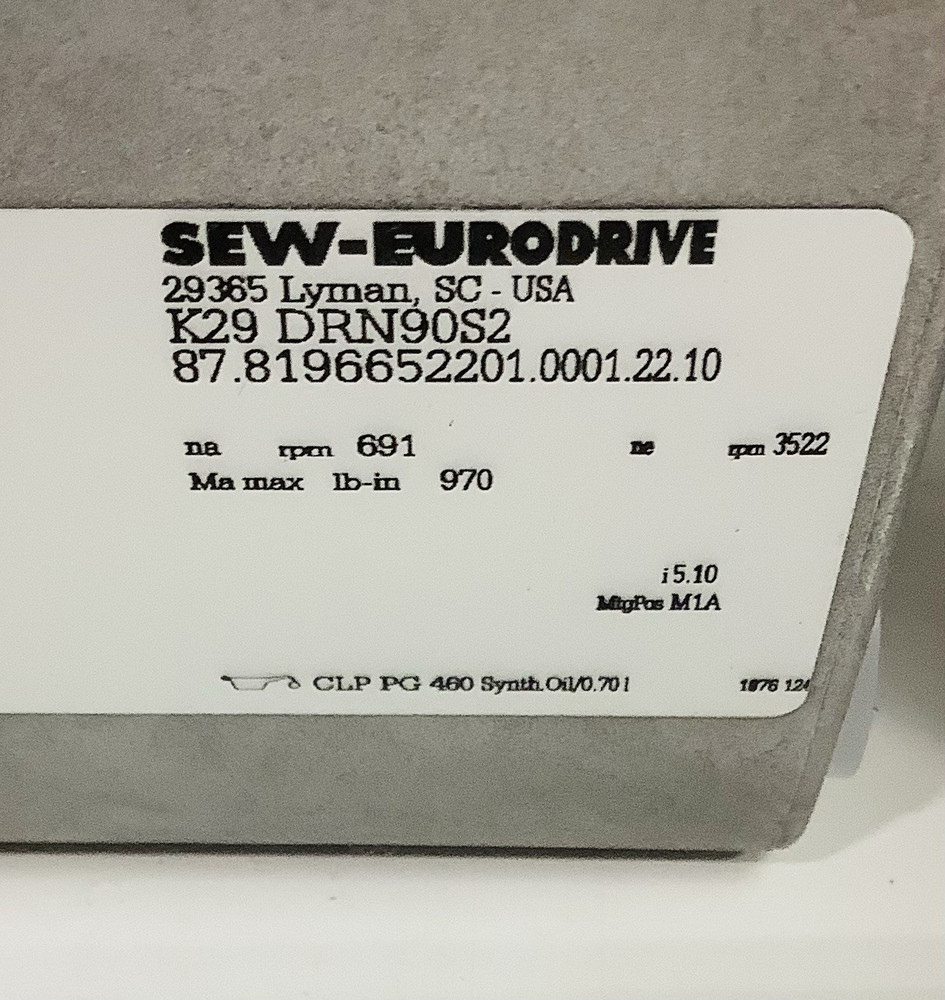 SEW-EURODRIVE
29365 Lyman, SC - USA
K29 DRN90S2
87.8196652201.0001.22.10
na rpm 691 ne rpm 3522
Ma max lb-in 970
i 5.10
MtgPos M1A
CLP PG 460 Synth.Oil/0.70 l